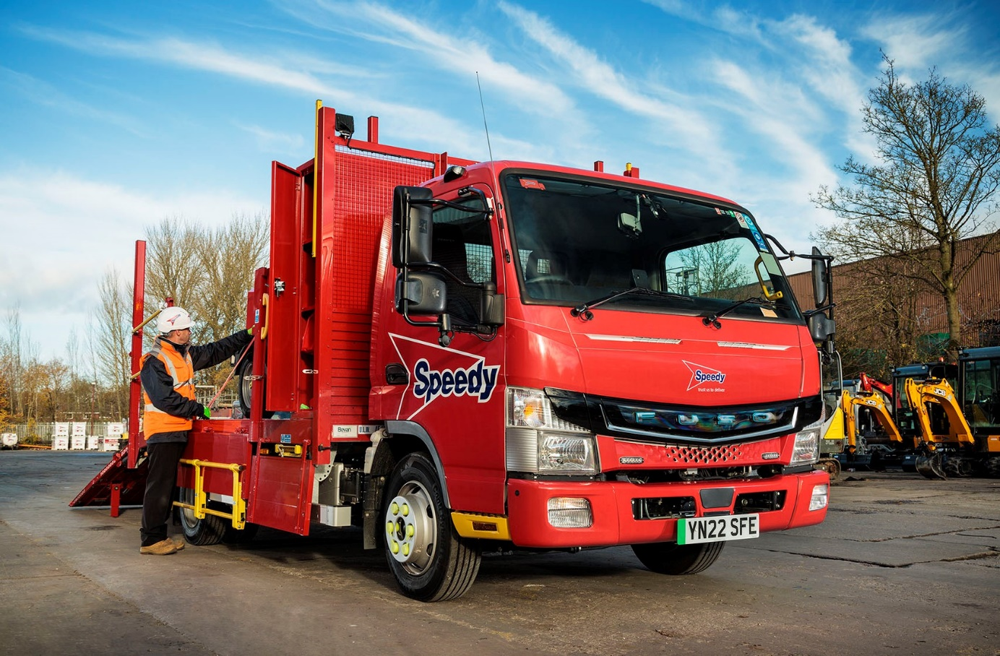 Speedy
Speedy
trust us to deliver
FUSO
YN22 SFE
Bevan
U.L.W.
JCB
JCB